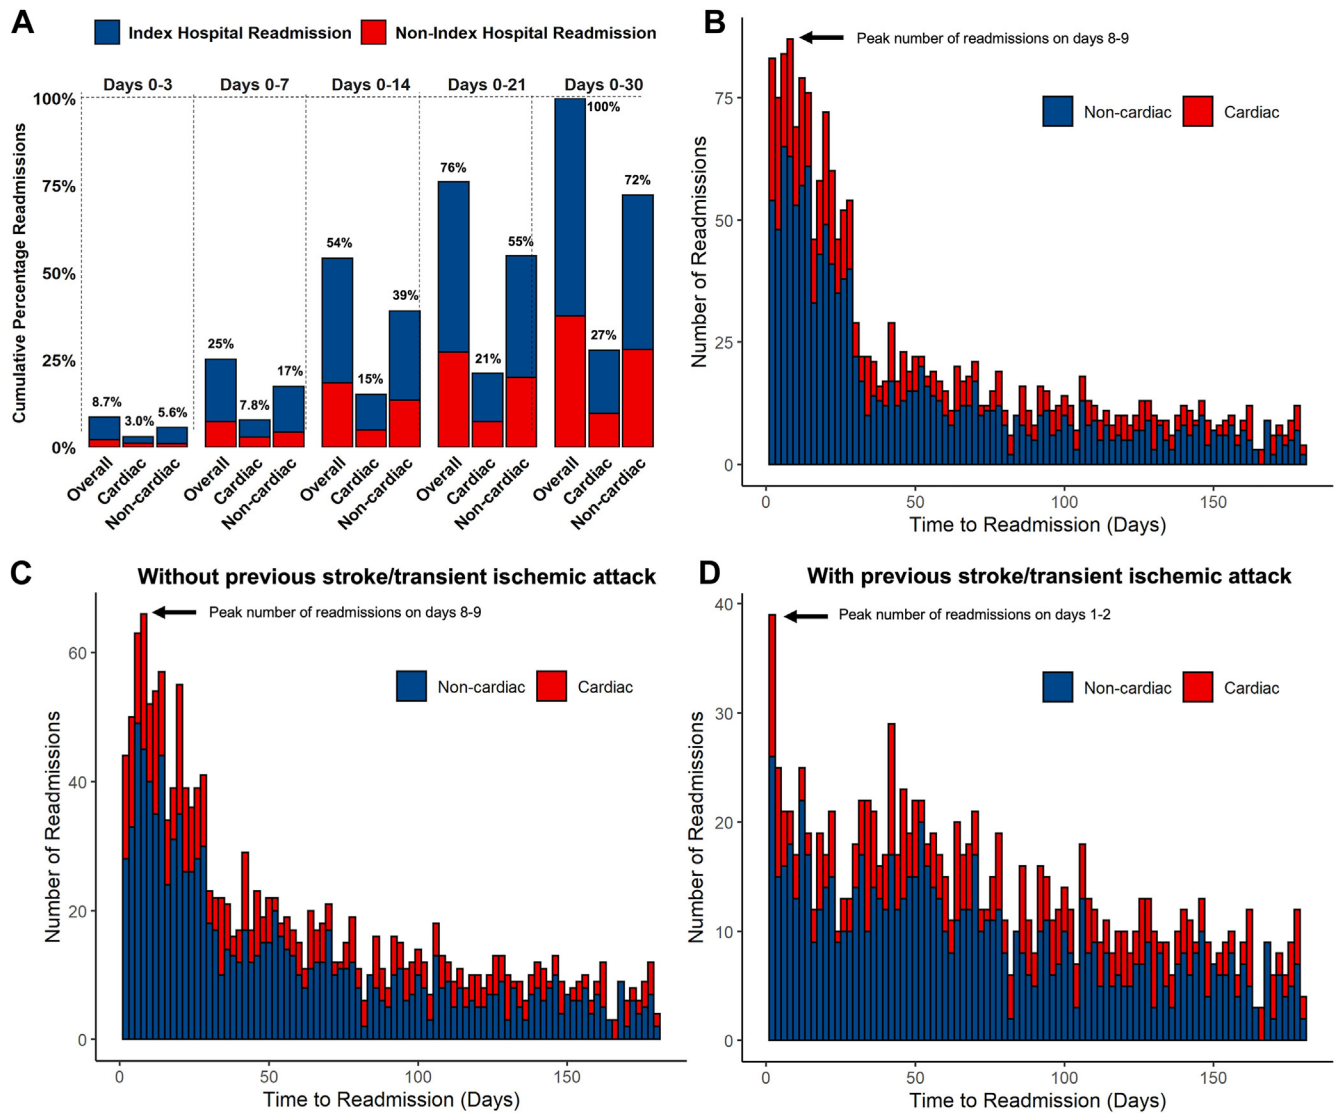 A
Index Hospital Readmission
Non-Index Hospital Readmission
Days 0-3
Days 0-7
Days 0-14
Days 0-21
Days 0-30
Cumulative Percentage Readmissions
100%
75%
50%
25%
0%
8.7%
3.0%
5.6%
25%
7.8%
17%
54%
15%
39%
76%
21%
55%
100%
27%
72%
Overall
Cardiac
Non-cardiac
Overall
Cardiac
Non-cardiac
Overall
Cardiac
Non-cardiac
Overall
Cardiac
Non-cardiac
Overall
Cardiac
Non-cardiac
B
Peak number of readmissions on days 8-9
Non-cardiac
Cardiac
Number of Readmissions
75
50
25
0
0
50
100
150
Time to Readmission (Days)
C
Without previous stroke/transient ischemic attack
Peak number of readmissions on days 8-9
Non-cardiac
Cardiac
Number of Readmissions
60
40
20
0
0
50
100
150
Time to Readmission (Days)
D
With previous stroke/transient ischemic attack
Peak number of readmissions on days 1-2
Non-cardiac
Cardiac
Number of Readmissions
40
30
20
10
0
0
50
100
150
Time to Readmission (Days)